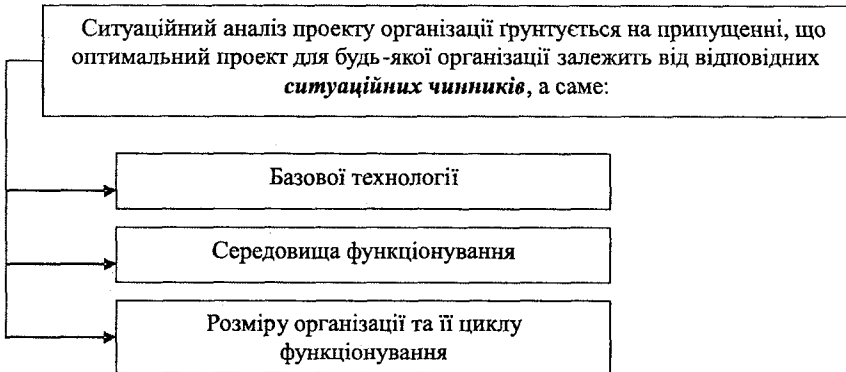 Ситуаційний аналіз проекту організації ґрунтується на припущенні, що
оптимальний проект для будь-якої організації залежить від відповідних
ситуаційних чинників, а саме:
Базової технології
Середовища функціонування
Розміру організації та її циклу
функціонування